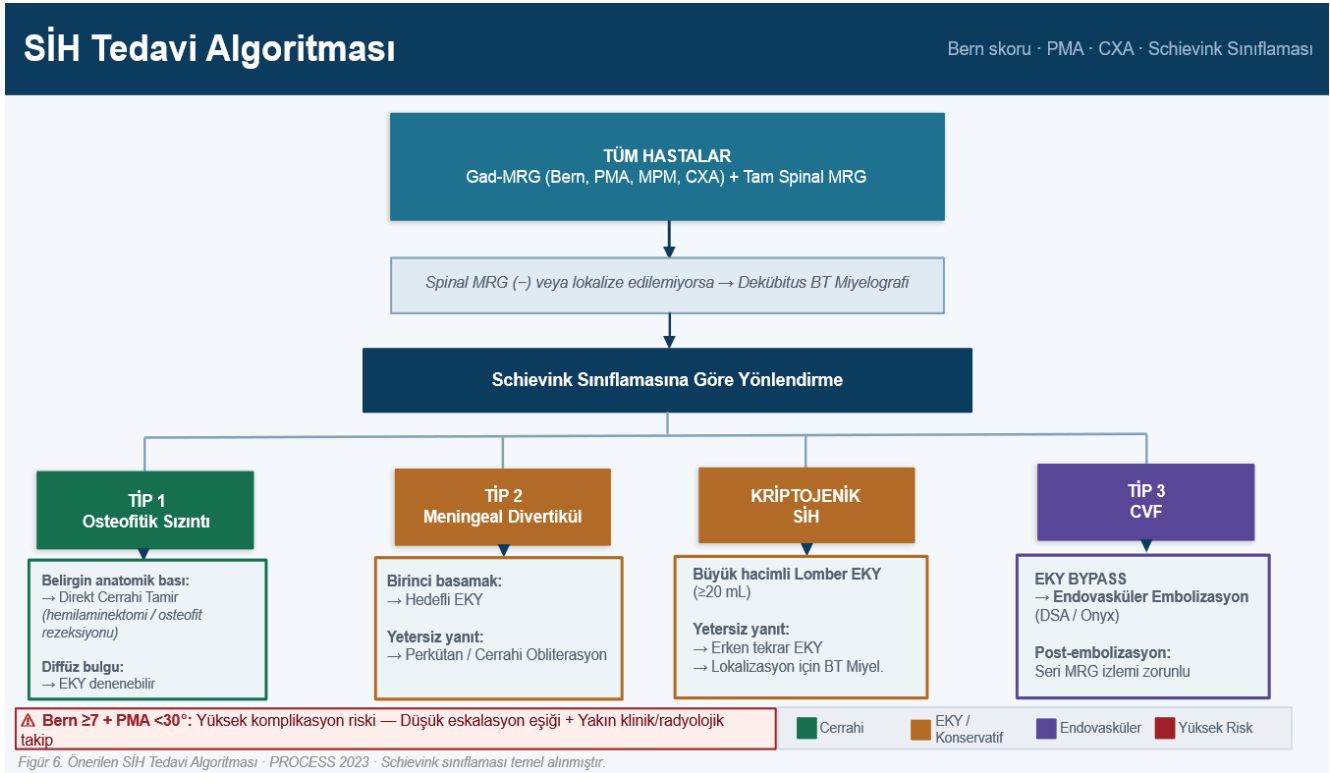 SİH Tedavi Algoritması
Bern skoru · PMA · CXA · Schievink Sınıflaması
TÜM HASTALAR
Gad-MRG (Bern, PMA, MPM, CXA) + Tam Spinal MRG
Spinal MRG (−) veya lokalize edilemiyorsa → Dekübitus BT Miyelografi
Schievink Sınıflamasına Göre Yönlendirme
TİP 1
Osteofitik Sızıntı
Belirgin anatomik bası:
→ Direkt Cerrahi Tamir
(hemilaminektomi / osteofit
rezeksiyonu)
Diffüz bulgu:
→ EKY denenebilir
TİP 2
Meningeal Divertikül
Birinci basamak:
→ Hedefli EKY
Yetersiz yanıt:
→ Perkütan / Cerrahi Obliterasyon
KRİPTOJENİK
SİH
Büyük hacimli Lomber EKY
(≥20 mL)
Yetersiz yanıt:
→ Erken tekrar EKY
→ Lokalizasyon için BT Miyel.
TİP 3
CVF
EKY BYPASS
→ Endovasküler Embolizasyon
(DSA / Onyx)
Post-embolizasyon:
Seri MRG izlemi zorunlu
⚠ Bern ≥7 + PMA <30°: Yüksek komplikasyon riski — Düşük eskalasyon eşiği + Yakın klinik/radyolojik
takip
Cerrahi
EKY /
Konservatif
Endovasküler
Yüksek Risk
Figür 6. Önerilen SİH Tedavi Algoritması · PROCESS 2023 · Schievink sınıflaması temel alınmıştır.